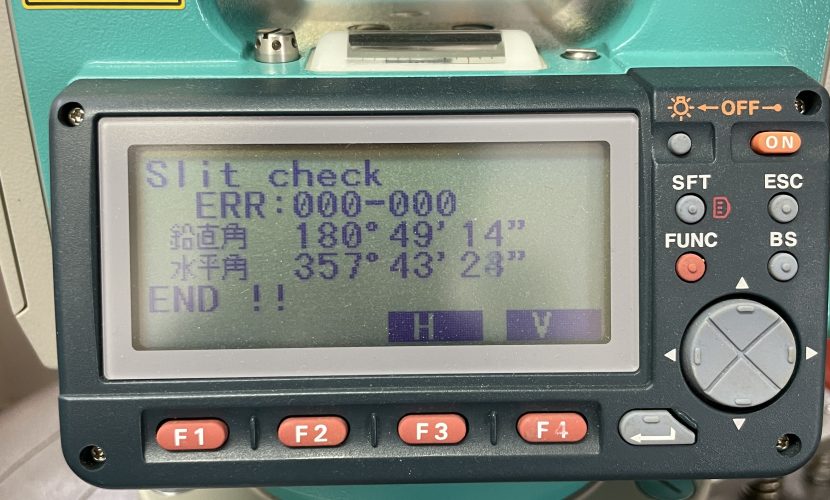 OFF
ON
Slit check
ERR:000-000
鉛直角 180°49'14"
水平角 357°43'28"
END !!
H V
SFT ESC
FUNC BS
F1 F2 F3 F4